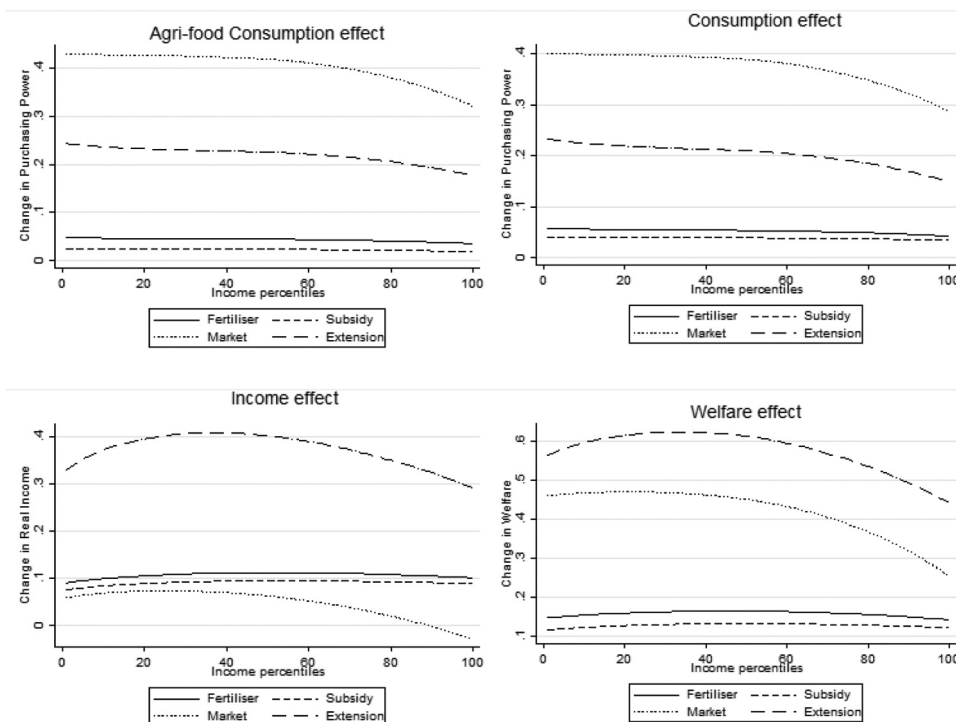 Agri-food Consumption effect
Change in Purchasing Power
.4
.3
.2
.1
0
0 20 40 60 80 100
Income percentiles
Fertiliser Subsidy
Market Extension
Consumption effect
Change in Purchasing Power
.4
.3
.2
.1
0
0 20 40 60 80 100
Income percentiles
Fertiliser Subsidy
Market Extension
Income effect
Change in Real Income
.4
.3
.2
.1
0
0 20 40 60 80 100
Income percentiles
Fertiliser Subsidy
Market Extension
Welfare effect
Change in Welfare
.6
.5
.4
.3
.2
.1
0 20 40 60 80 100
Income percentiles
Fertiliser Subsidy
Market Extension